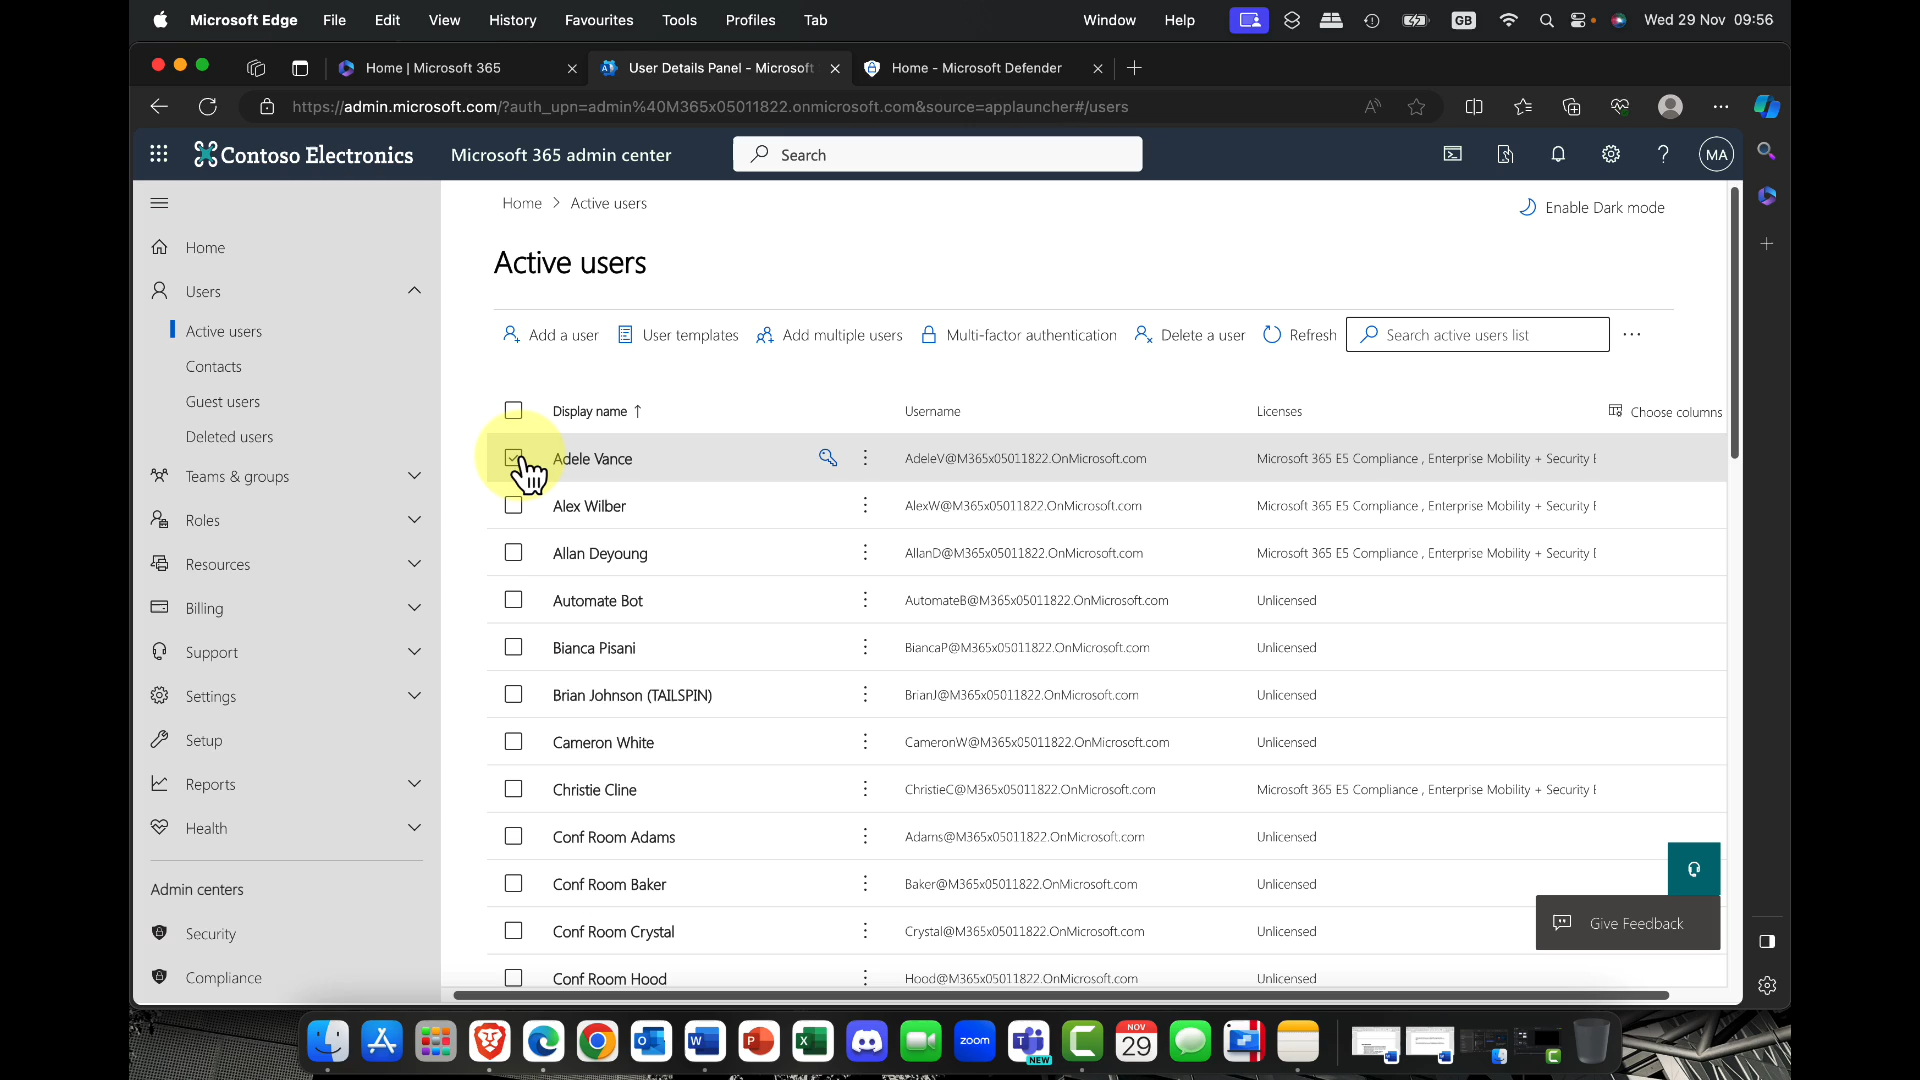 Microsoft Edge File Edit View History Favourites Tools Profiles Tab Window Help GB Wed 29 Nov 09:56
Home | Microsoft 365 User Details Panel - Microsoft Home - Microsoft Defender
https://admin.microsoft.com/?auth_upn=admin%40M365x05011822.onmicrosoft.com&source=applauncher#/users
Contoso Electronics Microsoft 365 admin center Search MA
Home > Active users
Enable Dark mode
Home
Users
Active users
Contacts
Guest users
Deleted users
Teams & groups
Roles
Resources
Billing
Support
Settings
Setup
Reports
Health
Admin centers
Security
Compliance
Active users
Add a user User templates Add multiple users Multi-factor authentication Delete a user Refresh Search active users list
Display name ↑ Username Licenses Choose columns
Adele Vance AdeleV@M365x05011822.OnMicrosoft.com Microsoft 365 E5 Compliance , Enterprise Mobility + Security
Alex Wilber AlexW@M365x05011822.OnMicrosoft.com Microsoft 365 E5 Compliance , Enterprise Mobility + Security
Allan Deyoung AllanD@M365x05011822.OnMicrosoft.com Microsoft 365 E5 Compliance , Enterprise Mobility + Security
Automate Bot AutomateB@M365x05011822.OnMicrosoft.com Unlicensed
Bianca Pisani BiancaP@M365x05011822.OnMicrosoft.com Unlicensed
Brian Johnson (TAILSPIN) BrianJ@M365x05011822.OnMicrosoft.com Unlicensed
Cameron White CameronW@M365x05011822.OnMicrosoft.com Unlicensed
Christie Cline ChristieC@M365x05011822.OnMicrosoft.com Microsoft 365 E5 Compliance , Enterprise Mobility + Security
Conf Room Adams Adams@M365x05011822.OnMicrosoft.com Unlicensed
Conf Room Baker Baker@M365x05011822.OnMicrosoft.com Unlicensed
Conf Room Crystal Crystal@M365x05011822.OnMicrosoft.com Unlicensed
Conf Room Hood Hood@M365x05011822.OnMicrosoft.com Unlicensed
Give Feedback
zoom
NEW
NOV
29